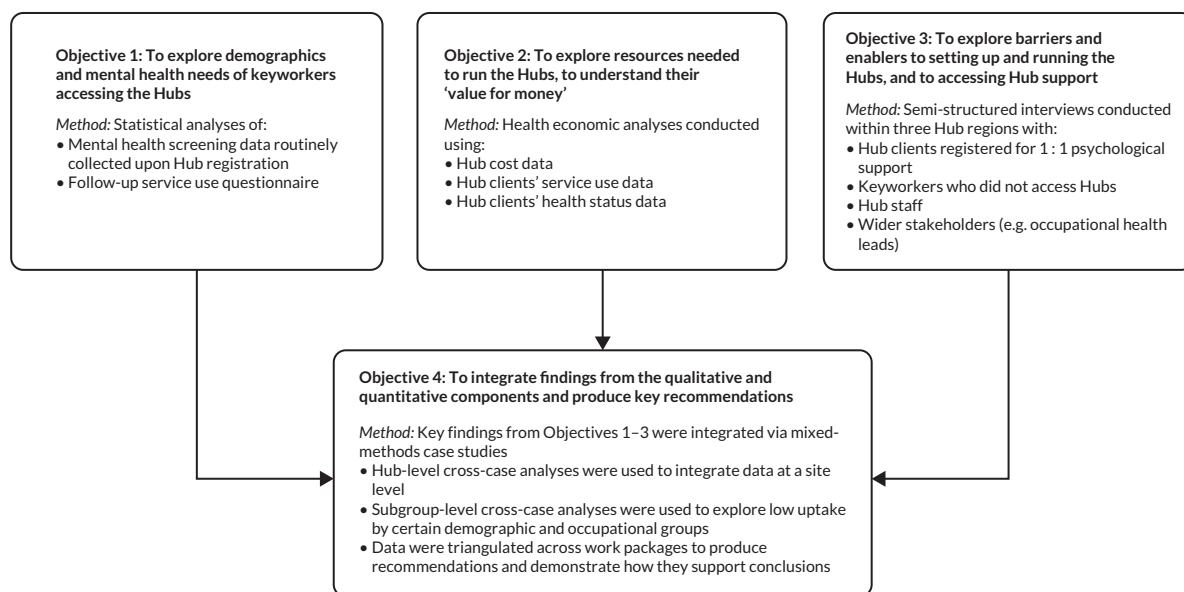 Objective 1: To explore demographics
and mental health needs of keyworkers
accessing the Hubs
Method: Statistical analyses of:
• Mental health screening data routinely
collected upon Hub registration
• Follow-up service use questionnaire
Objective 2: To explore resources needed
to run the Hubs, to understand their
‘value for money’
Method: Health economic analyses conducted
using:
• Hub cost data
• Hub clients’ service use data
• Hub clients’ health status data
Objective 3: To explore barriers and
enablers to setting up and running the
Hubs, and to accessing Hub support
Method: Semi-structured interviews conducted
within three Hub regions with:
• Hub clients registered for 1 : 1 psychological
support
• Keyworkers who did not access Hubs
• Hub staff
• Wider stakeholders (e.g. occupational health
leads)
Objective 4: To integrate findings from the qualitative and
quantitative components and produce key recommendations
Method: Key findings from Objectives 1–3 were integrated via mixed-
methods case studies
• Hub-level cross-case analyses were used to integrate data at a site
level
• Subgroup-level cross-case analyses were used to explore low uptake
by certain demographic and occupational groups
• Data were triangulated across work packages to produce
recommendations and demonstrate how they support conclusions